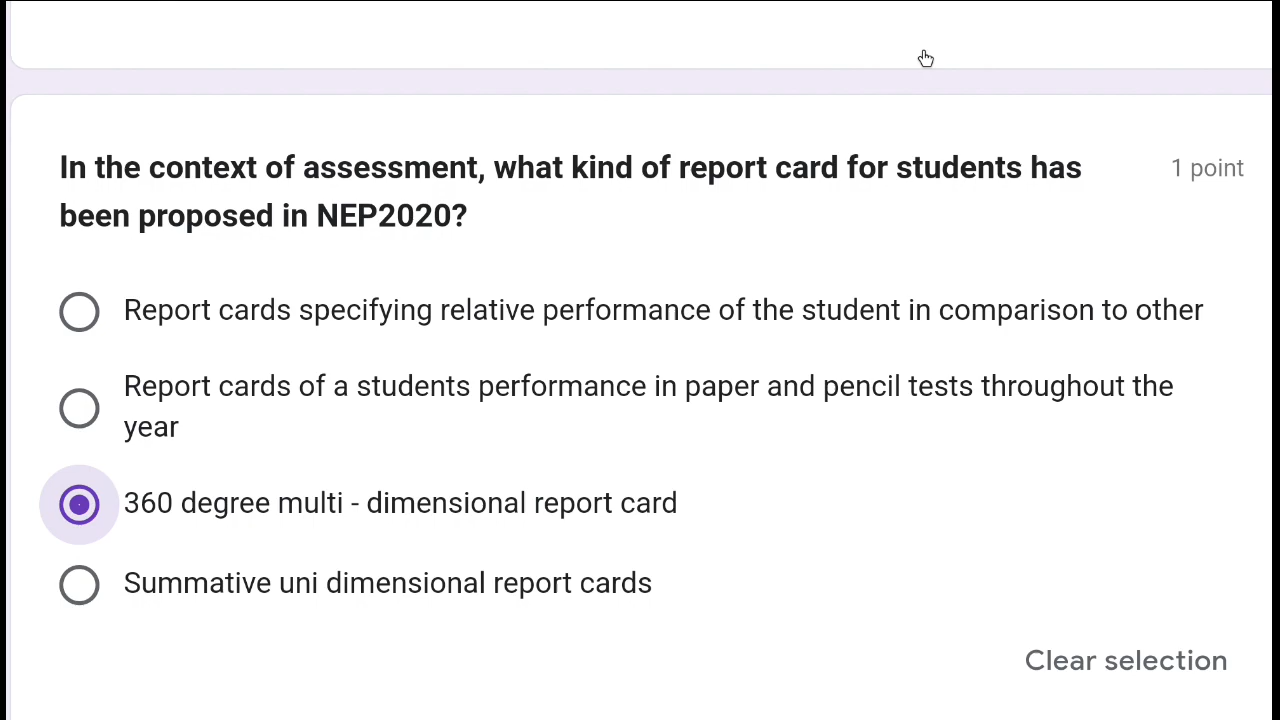 In the context of assessment, what kind of report card for students has
been proposed in NEP2020?
1 point
Report cards specifying relative performance of the student in comparison to other
Report cards of a students performance in paper and pencil tests throughout the
year
360 degree multi - dimensional report card
Summative uni dimensional report cards
Clear selection